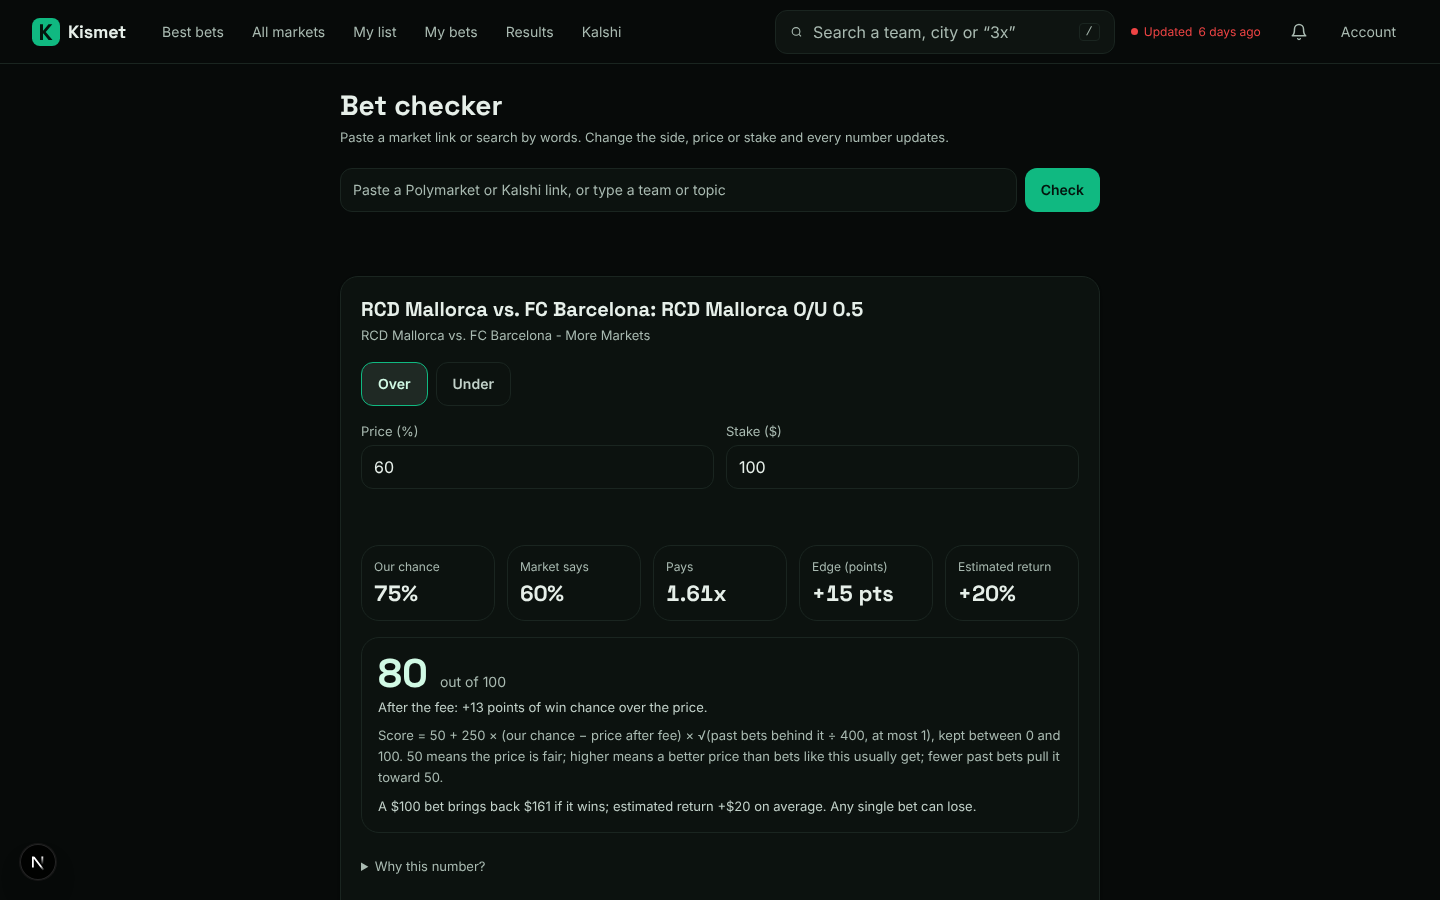 K Kismet
Best bets
All markets
My list
My bets
Results
Kalshi
Search a team, city or “3x”
/
Updated 6 days ago
Account
Bet checker
Paste a market link or search by words. Change the side, price or stake and every number updates.
Paste a Polymarket or Kalshi link, or type a team or topic
Check
RCD Mallorca vs. FC Barcelona: RCD Mallorca O/U 0.5
RCD Mallorca vs. FC Barcelona - More Markets
Over
Under
Price (%)
Stake ($)
60
100
Our chance
75%
Market says
60%
Pays
1.61x
Edge (points)
+15 pts
Estimated return
+20%
80 out of 100
After the fee: +13 points of win chance over the price.
Score = 50 + 250 × (our chance − price after fee) × √(past bets behind it ÷ 400, at most 1), kept between 0 and
100. 50 means the price is fair; higher means a better price than bets like this usually get; fewer past bets pull it
toward 50.
A $100 bet brings back $161 if it wins; estimated return +$20 on average. Any single bet can lose.
N
Why this number?